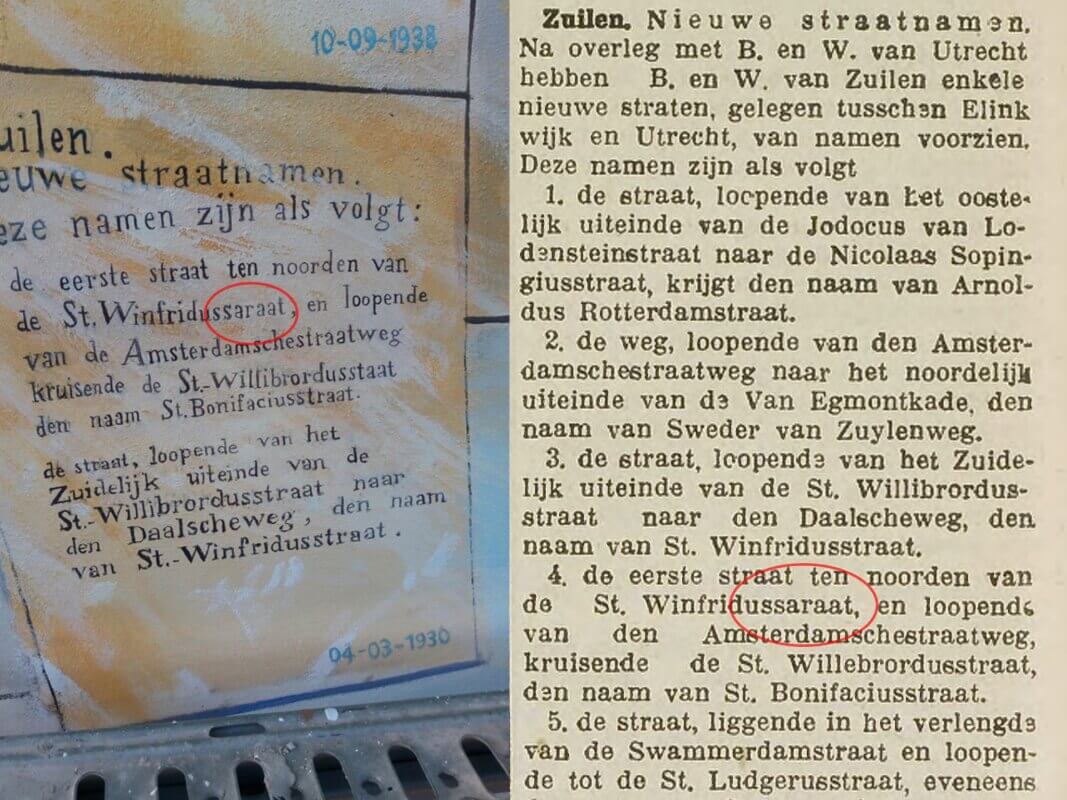 10-09-1938
uilen.
euwe straatnamen.
eze namen zijn als volgt:
de eerste straat ten noorden van
de St.Winfridussaraat, en loopende
van de Amsterdamschestraatweg
kruisende de St.-Willibrordusstaat
den naam St.Bonifaciusstraat.
de straat, loopende van het
Zuidelijk uiteinde van de
St.-Willibrordusstraat naar
den Daalscheweg, den naam
van St.-Winfridusstraat.
04-03-1930
Zuilen. Nieuwe straatnamen.
Na overleg met B. en W. van Utrecht
hebben B. en W. van Zuilen enkele
nieuwe straten, gelegen tusschen Elink
wijk en Utrecht, van namen voorzien.
Deze namen zijn als volgt
1. de straat, loopende van het ooste-
lijk uiteinde van de Jodocus van Lo-
densteinstraat naar de Nicolaas Sopin-
giusstraat, krijgt den naam van Arnol-
dus Rotterdamstraat.
2. de weg, loopende van den Amster-
damschestraatweg naar het noordelijk
uiteinde van de Van Egmontkade, den
naam van Sweder van Zuylenweg.
3. de straat, loopende van het Zuide-
lijk uiteinde van de St. Willibrordus-
straat naar den Daalscheweg, den
naam van St. Winfridusstraat.
4. de eerste straat ten noorden van
de St. Winfridussaraat, en loopende
van den Amsterdamschestraatweg,
kruisende de St. Willebrordusstraat,
den naam van St. Bonifaciusstraat.
5. de straat, liggende in het verlengde
van de Swammerdamstraat en loopen-
de tot de St. Ludgerusstraat, eveneens